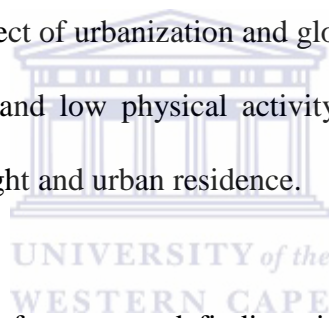 ect of urbanization and glo
and low physical activity
ght and urban residence.
UNIVERSITY of the
WESTERN CAPE